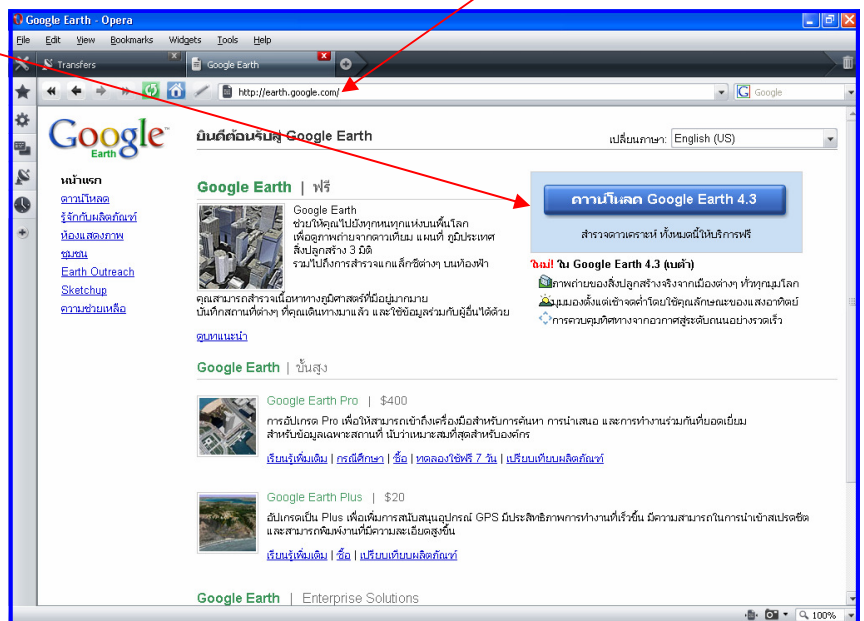 Google Earth - Opera
File Edit View Bookmarks Widgets Tools Help
Transfers
Google Earth
http://earth.google.com/
Google
Google
Earth
ยินดีต้อนรับสู่ Google Earth
เปลี่ยนภาษา: English (US)
หน้าแรก
ดาวน์โหลด
รู้จักกับผลิตภัณฑ์
ห้องแสดงภาพ
ชุมชน
Earth Outreach
Sketchup
ความช่วยเหลือ
Google Earth | ฟรี
Google Earth
ช่วยให้คุณไปยังทุกหนทุกแห่งบนพื้นโลก
เพื่อดูภาพถ่ายจากดาวเทียม แผนที่ ภูมิประเทศ
สิ่งปลูกสร้าง 3 มิติ
รวมไปถึงการสำรวจแกแล็กซีต่างๆ บนท้องฟ้า
คุณสามารถสำรวจเนื้อหาทางภูมิศาสตร์ที่มีอยู่มากมาย
บันทึกสถานที่ต่างๆ ที่คุณเดินทางมาแล้ว และใช้ข้อมูลร่วมกับผู้อื่นได้ด้วย
ดูบทแนะนำ
ดาวน์โหลด Google Earth 4.3
สำรวจดาวเคราะห์ ทั้งหมดนี้ให้บริการฟรี
ใหม่! ใน Google Earth 4.3 (เบต้า)
ภาพถ่ายของสิ่งปลูกสร้างจริงจากเมืองต่างๆ ทั่วทุกมุมโลก
มุมมองตั้งแต่เช้าจดค่ำโดยใช้คุณลักษณะของแสงอาทิตย์
การควบคุมทิศทางจากอวกาศสู่ระดับถนนอย่างรวดเร็ว
Google Earth | ขั้นสูง
Google Earth Pro | $400
การอัปเกรด Pro เพื่อให้สามารถเข้าถึงเครื่องมือสำหรับการค้นหา การนำเสนอ และการทำงานร่วมกันที่ยอดเยี่ยม
สำหรับข้อมูลเฉพาะสถานที่ นับว่าเหมาะสมที่สุดสำหรับองค์กร
เรียนรู้เพิ่มเติม | กรณีศึกษา | ซื้อ | ทดลองใช้ฟรี 7 วัน | เปรียบเทียบผลิตภัณฑ์
Google Earth Plus | $20
อัปเกรดเป็น Plus เพื่อเพิ่มการสนับสนุนอุปกรณ์ GPS มีประสิทธิภาพการทำงานที่เร็วขึ้น มีความสามารถในการนำเข้าสเปรดชีต
และสามารถพิมพ์งานที่มีความละเอียดสูงขึ้น
เรียนรู้เพิ่มเติม | ซื้อ | เปรียบเทียบผลิตภัณฑ์
Google Earth | Enterprise Solutions
100%